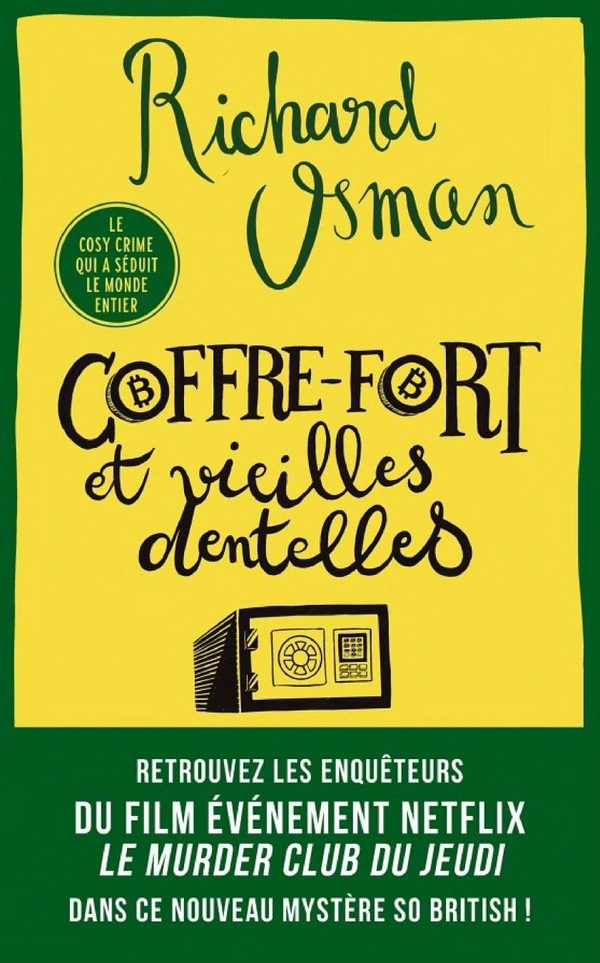 Richard
Osman
LE
COSY CRIME
QUI A SÉDUIT
LE MONDE
ENTIER
COFFRE-FORT
et vieilles
dentelles
RETROUVEZ LES ENQUÊTEURS
DU FILM ÉVÉNEMENT NETFLIX
LE MURDER CLUB DU JEUDI
DANS CE NOUVEAU MYSTÈRE SO BRITISH !